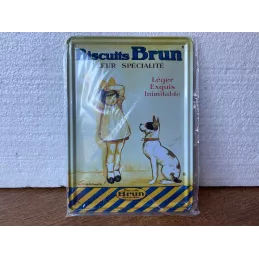 Biscuits Brun
LEUR SPÉCIALITÉ
Léger
Exquis
Inimitable
Brun